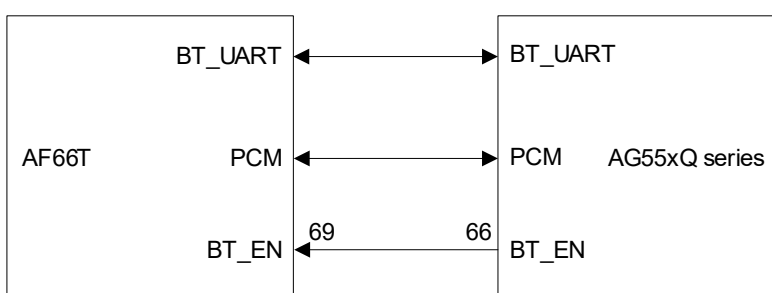 BT_UART BT_UART
AF66T PCM PCM AG55xQ series
69 66
BT_EN BT_EN